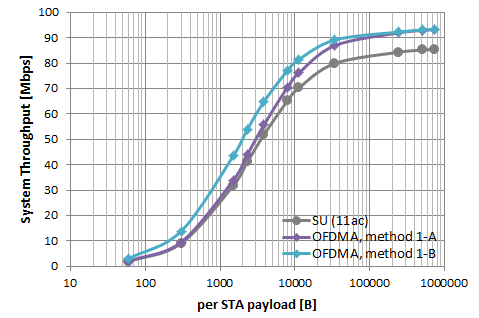 100
90
80
70
60
50
40
30
20
10
0
System Throughput [Mbps]
SU (11ac)
OFDMA, method 1-A
OFDMA, method 1-B
10 100 1000 10000 100000 1000000
per STA payload [B]